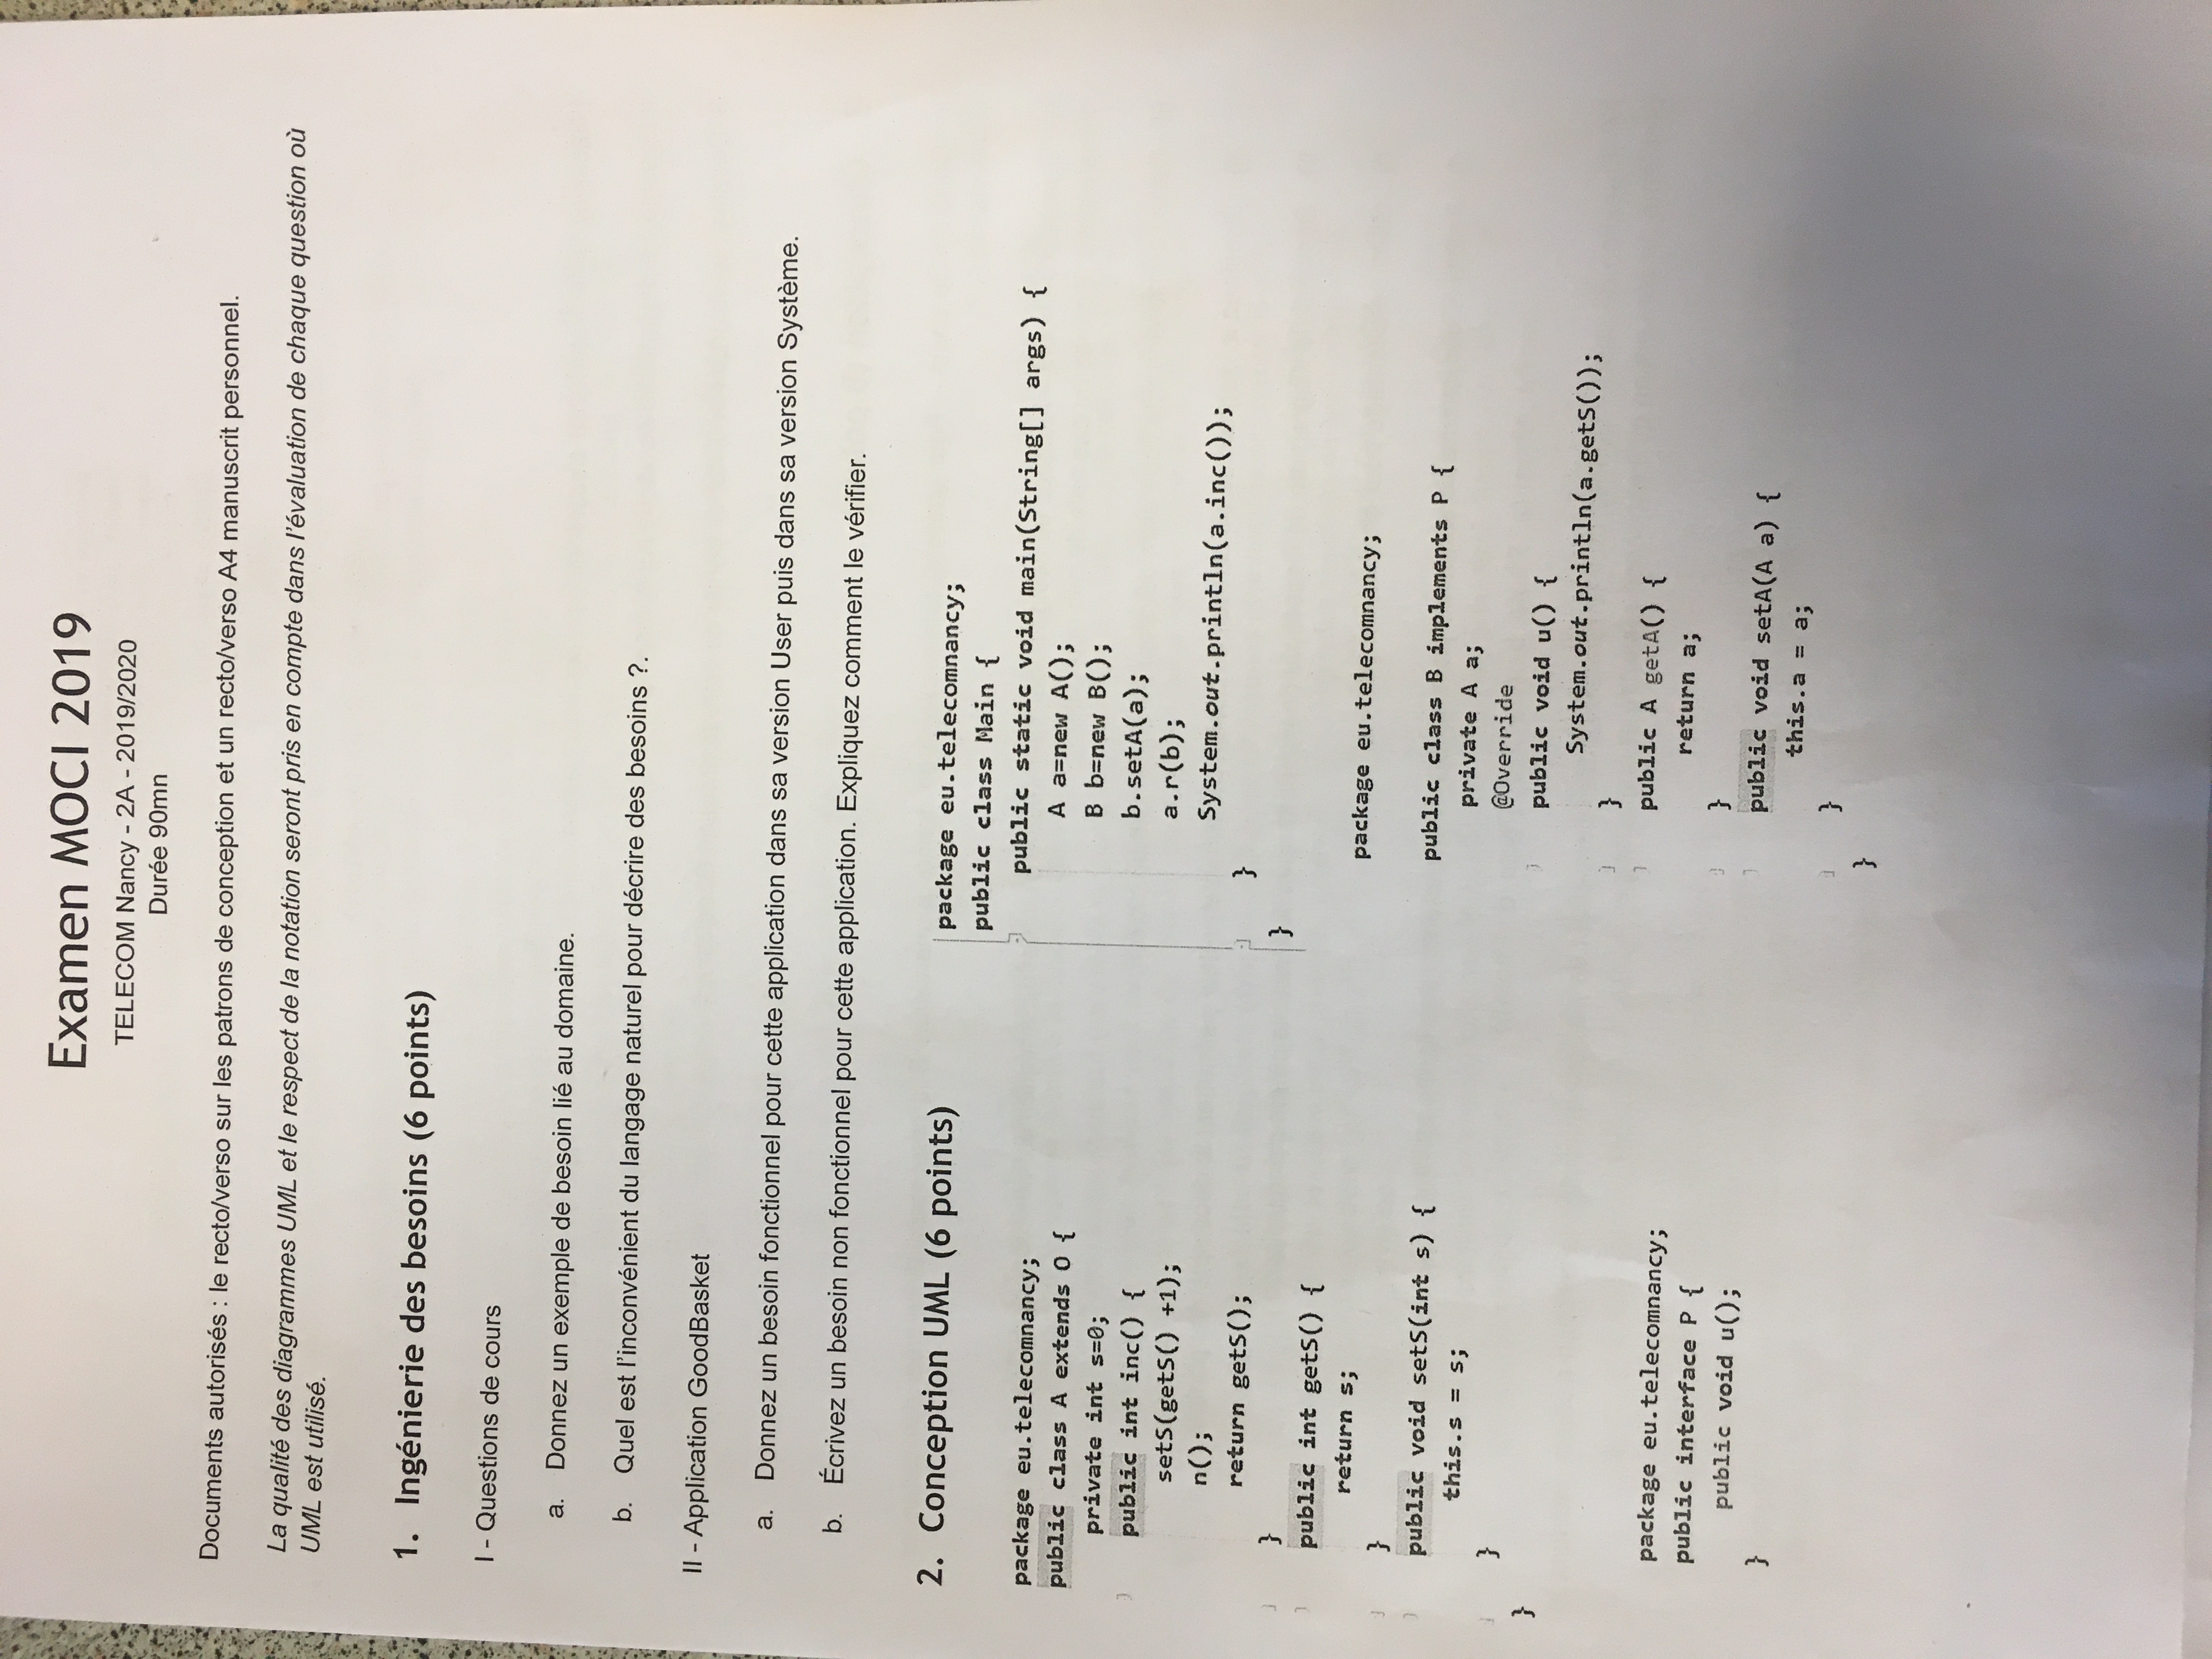 Examen MOCI 2019
TELECOM Nancy - 2A - 2019/2020
Durée 90mn
Documents autorisés : le recto/verso sur les patrons de conception et un recto/verso A4 manuscrit personnel.
La qualité des diagrammes UML et le respect de la notation seront pris en compte dans l'évaluation de chaque question où
UML est utilisé.
1. Ingénierie des besoins (6 points)
I - Questions de cours
a. Donnez un exemple de besoin lié au domaine.
b. Quel est l'inconvénient du langage naturel pour décrire des besoins ?.
II - Application GoodBasket
a. Donnez un besoin fonctionnel pour cette application dans sa version User puis dans sa version Système.
b. Écrivez un besoin non fonctionnel pour cette application. Expliquez comment le vérifier.
2. Conception UML (6 points)
package eu.telecomnancy;
public class A extends O {
private int s=0;
public int inc() {
setS(getS() +1);
n();
return getS();
}
public int getS() {
return s;
}
public void setS(int s) {
this.s = s;
}
}
package eu.telecomnancy;
public interface P {
public void u();
}
package eu.telecomnancy;
public class Main {
public static void main(String[] args) {
A a=new A();
B b=new B();
b.setA(a);
a.r(b);
System.out.println(a.inc());
}
}
package eu.telecomnancy;
public class B implements P {
private A a;
@Override
public void u() {
System.out.println(a.getS());
}
public A getA() {
return a;
}
public void setA(A a) {
this.a = a;
}
}